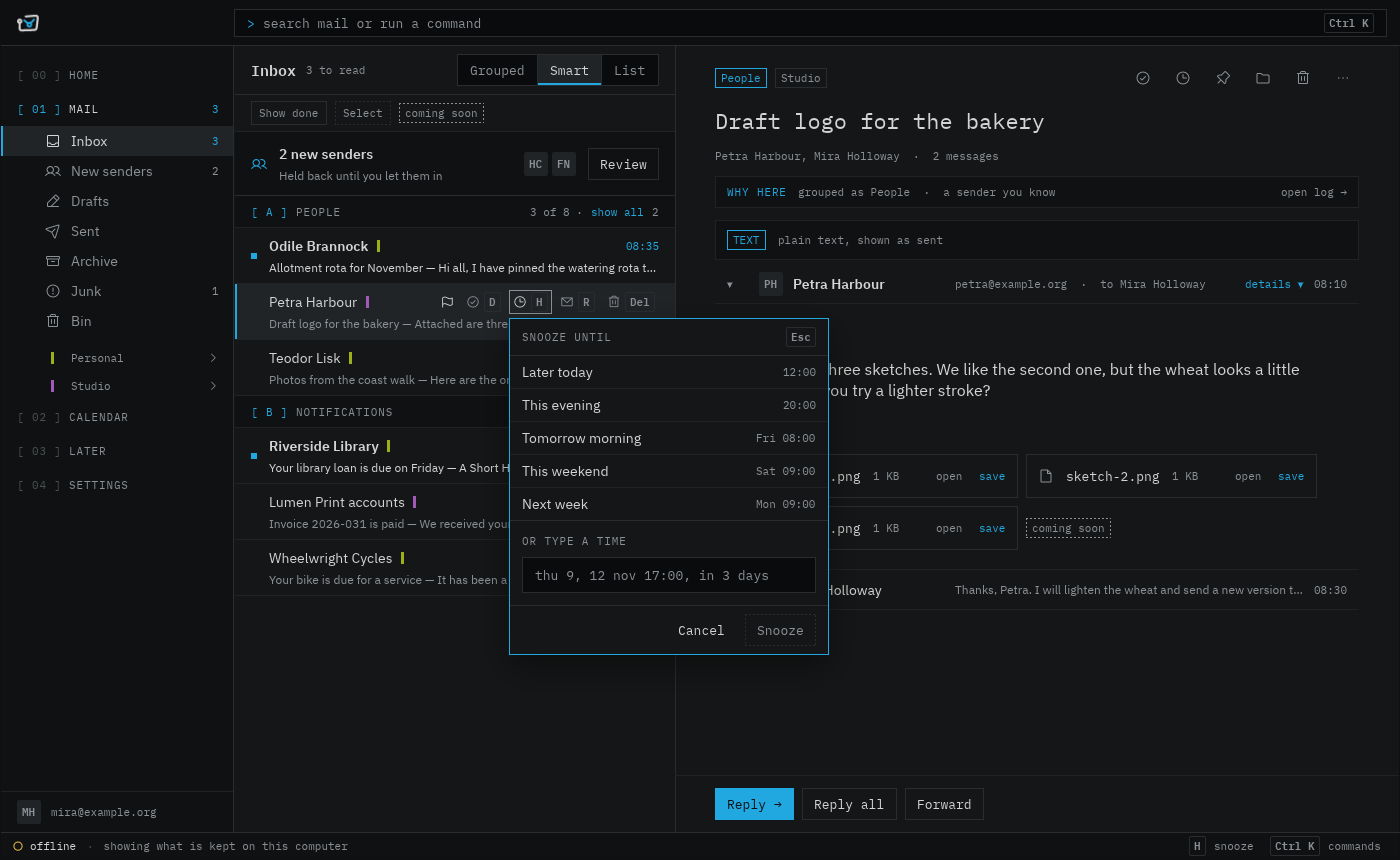 > search mail or run a command Ctrl K
[ 00 ] HOME
[ 01 ] MAIL 3
Inbox 3
New senders 2
Drafts
Sent
Archive
Junk 1
Bin
Personal
Studio
[ 02 ] CALENDAR
[ 03 ] LATER
[ 04 ] SETTINGS
MH mira@example.org
Inbox 3 to read Grouped Smart List
Show done Select coming soon
2 new senders
Held back until you let them in
HC FN Review
[ A ] PEOPLE 3 of 8 · show all 2
Odile Brannock 08:35
Allotment rota for November — Hi all, I have pinned the watering rota t…
Petra Harbour D H R Del
Draft logo for the bakery — Attached are thre
Teodor Lisk
Photos from the coast walk — Here are the o
[ B ] NOTIFICATIONS
Riverside Library
Your library loan is due on Friday — A Short H
Lumen Print accounts
Invoice 2026-031 is paid — We received your
Wheelwright Cycles
Your bike is due for a service — It has been a
SNOOZE UNTIL Esc
Later today 12:00
This evening 20:00
Tomorrow morning Fri 08:00
This weekend Sat 09:00
Next week Mon 09:00
OR TYPE A TIME
thu 9, 12 nov 17:00, in 3 days
Cancel Snooze
People Studio
Draft logo for the bakery
Petra Harbour, Mira Holloway · 2 messages
WHY HERE grouped as People · a sender you know open log →
TEXT plain text, shown as sent
▾ PH Petra Harbour petra@example.org · to Mira Holloway details ▾ 08:10
hree sketches. We like the second one, but the wheat looks a little
you try a lighter stroke?
.png 1 KB open save
sketch-2.png 1 KB open save
.png 1 KB open save
coming soon
Holloway Thanks, Petra. I will lighten the wheat and send a new version t… 08:30
Reply → Reply all Forward
offline · showing what is kept on this computer H snooze Ctrl K commands